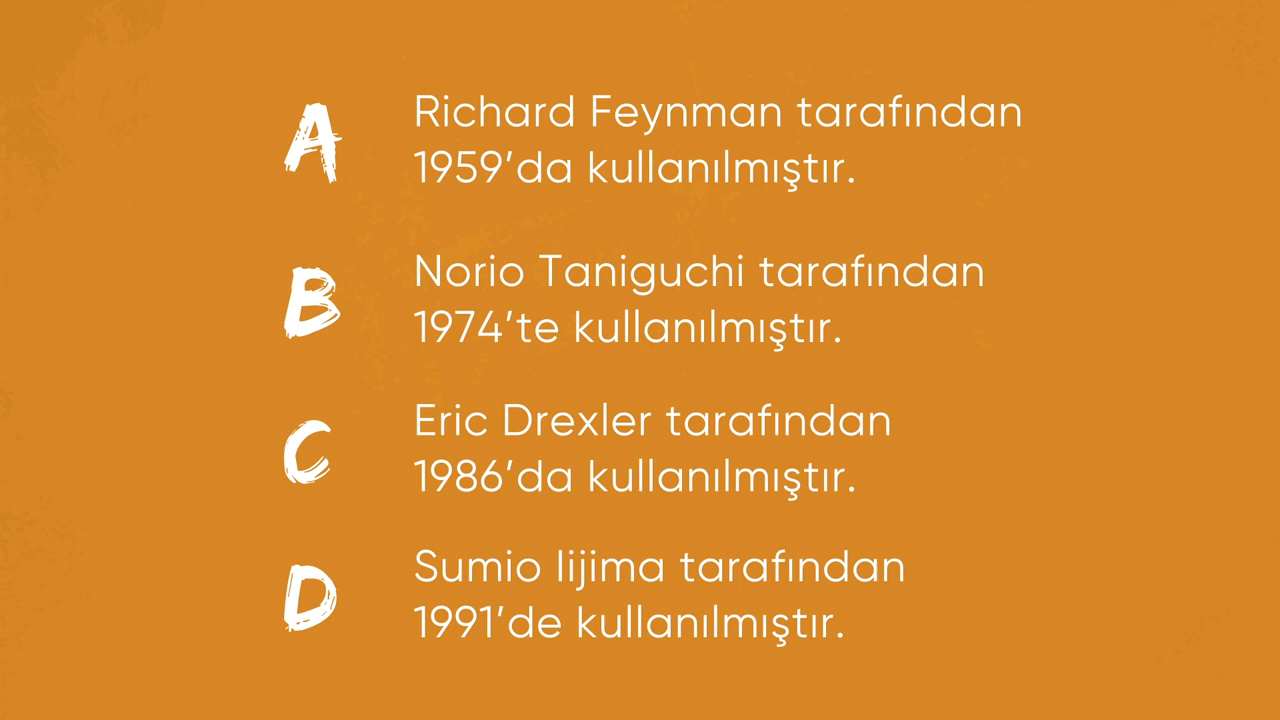 A
Richard Feynman tarafından
1959’da kullanılmıştır.
B
Norio Taniguchi tarafından
1974’te kullanılmıştır.
C
Eric Drexler tarafından
1986’da kullanılmıştır.
D
Sumio Iijima tarafından
1991’de kullanılmıştır.